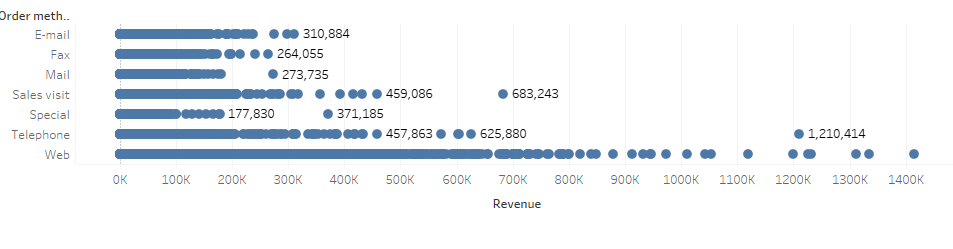 Order meth..
E-mail 310,884
Fax 264,055
Mail 273,735
Sales visit 459,086 683,243
Special 177,830 371,185
Telephone 457,863 625,880 1,210,414
Web
0K 100K 200K 300K 400K 500K 600K 700K 800K 900K 1000K 1100K 1200K 1300K 1400K
Revenue